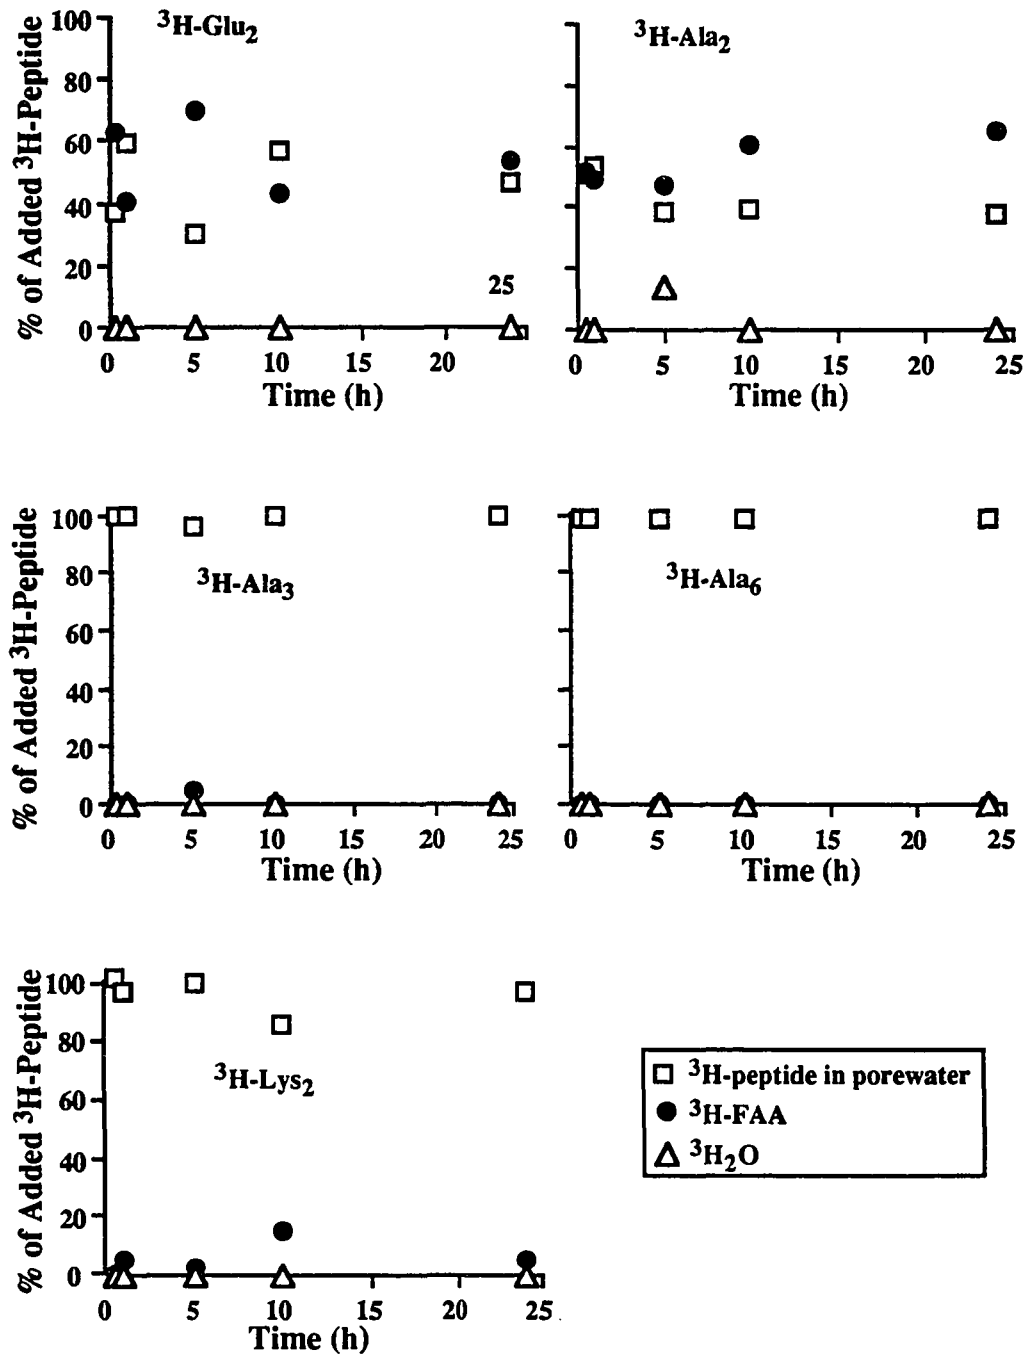 % of Added ³H-Peptide
100
80
60
40
20
0
³H-Glu₂
25
0 5 10 15 20
Time (h)
³H-Ala₂
0 5 10 15 20 25
Time (h)
% of Added ³H-Peptide
100
80
60
40
20
0
³H-Ala₃
0 5 10 15 20 25
Time (h)
³H-Ala₆
0 5 10 15 20 25
Time (h)
% of Added ³H-Peptide
100
80
60
40
20
0
³H-Lys₂
0 5 10 15 20 25
Time (h)
³H-peptide in porewater
³H-FAA
³H₂O